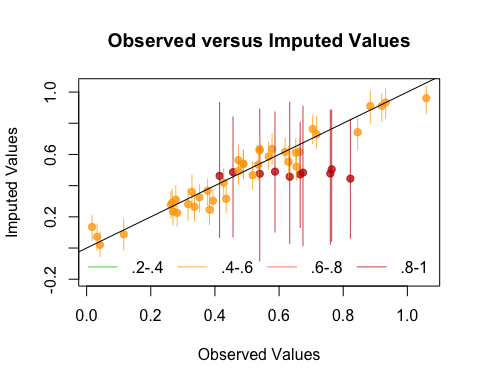 Observed versus Imputed Values
Imputed Values
1.0
0.6
0.2
-0.2
.2-.4
.4-.6
.6-.8
.8-1
0.0 0.2 0.4 0.6 0.8 1.0
Observed Values